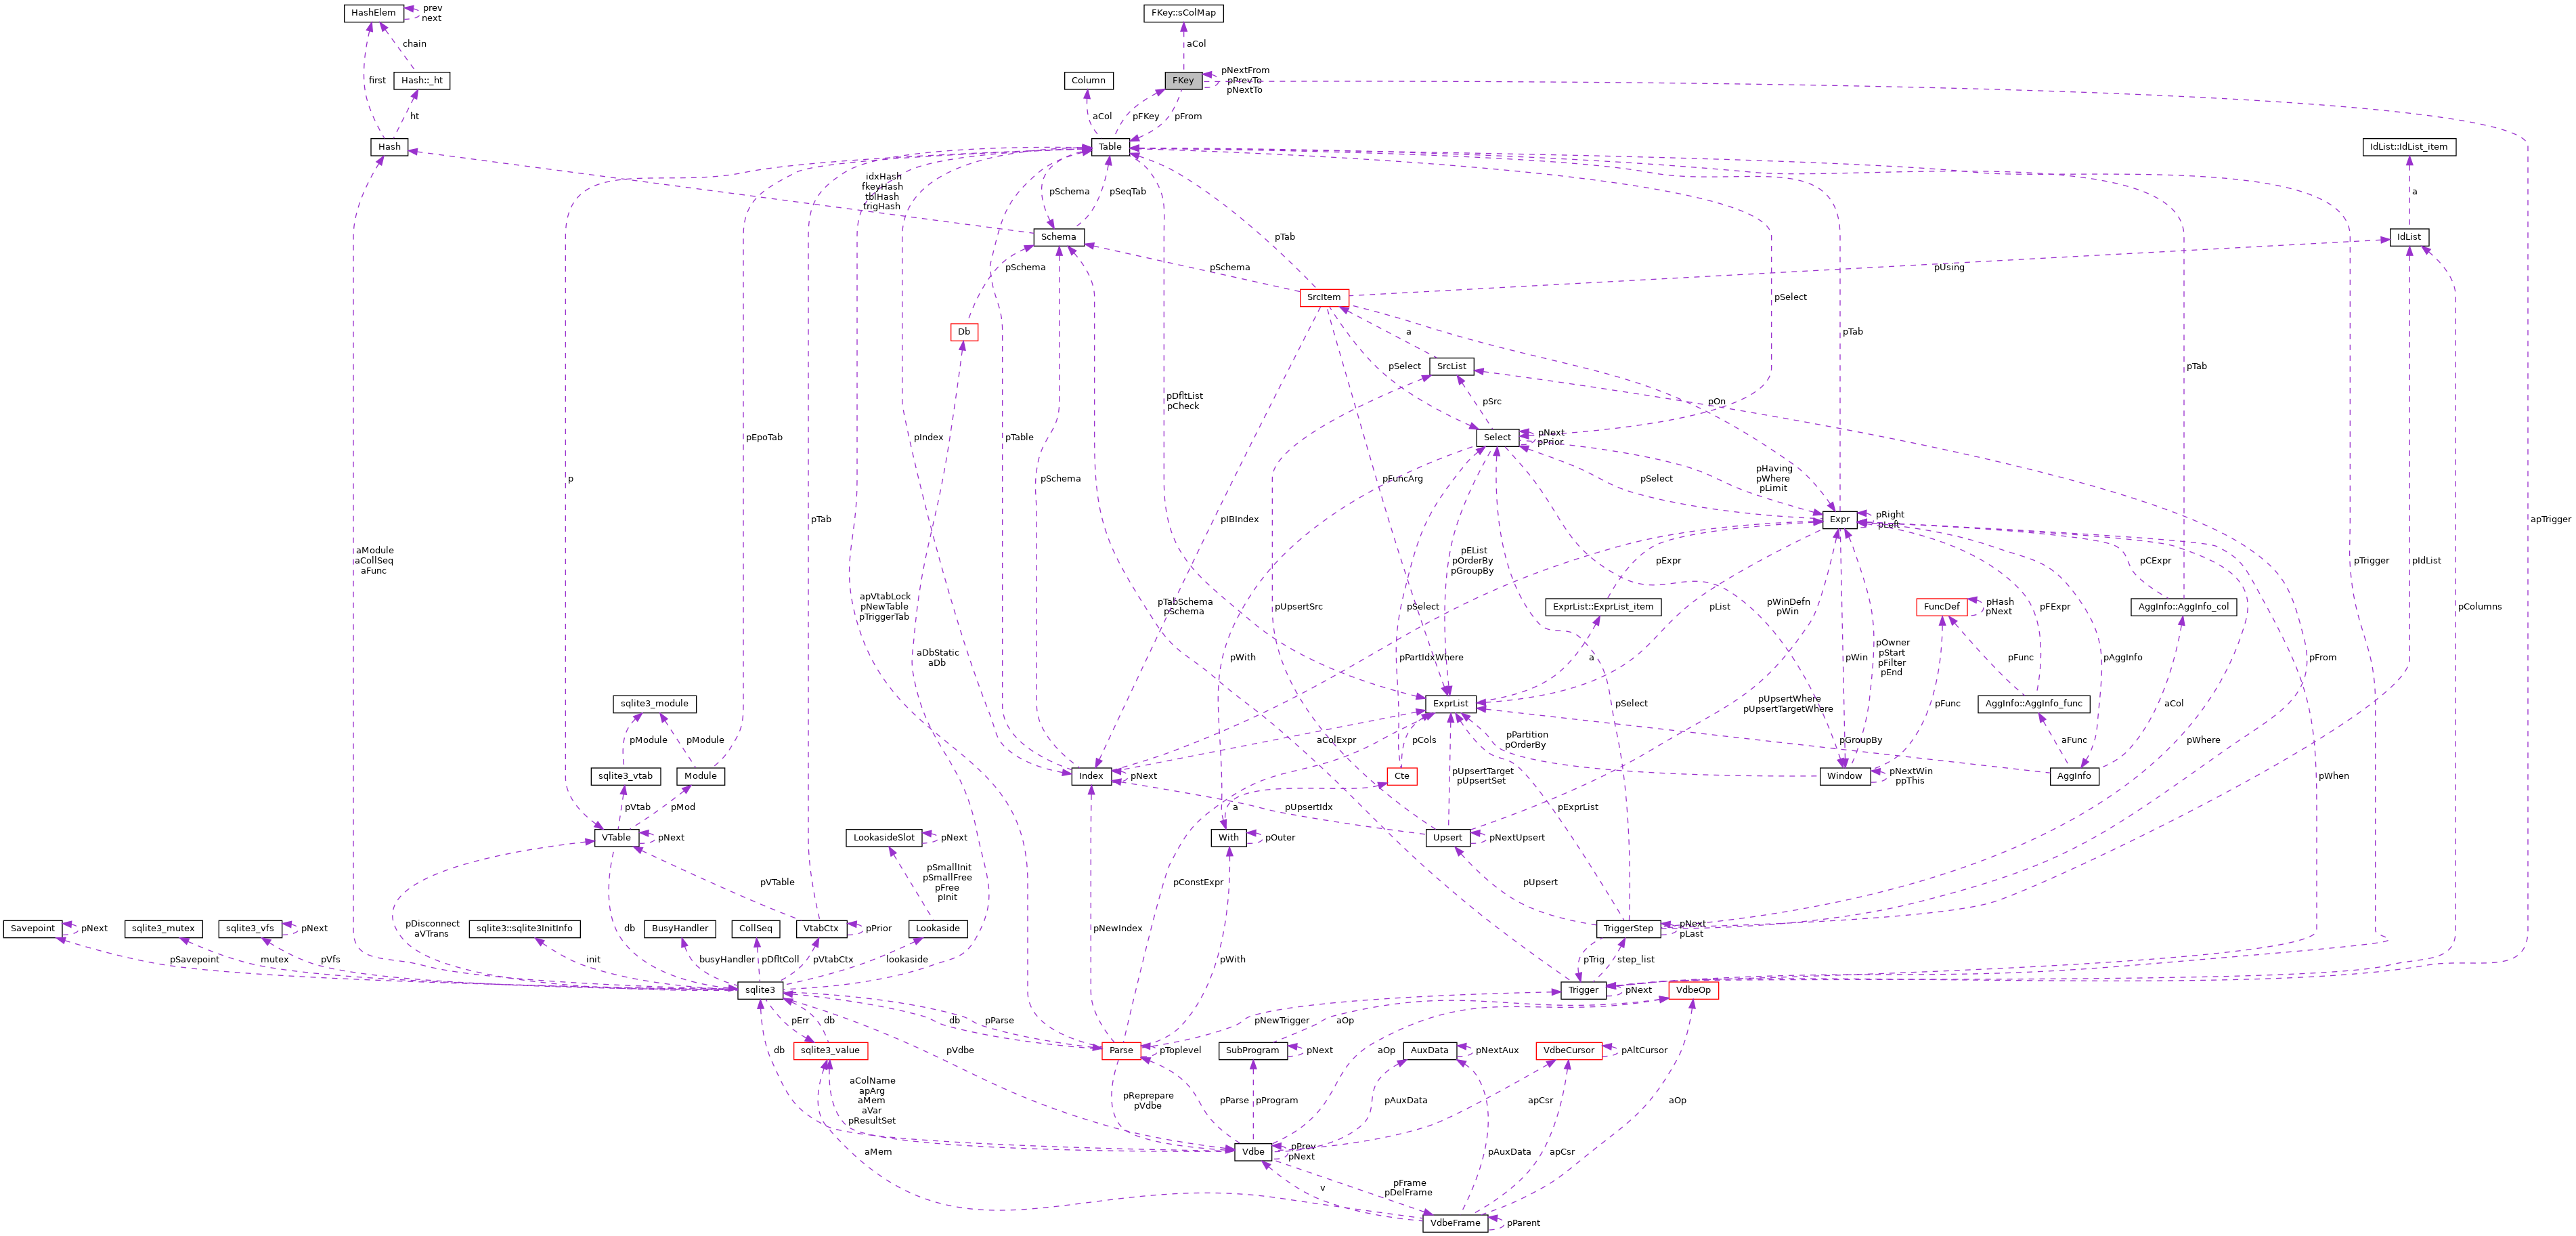 HashElem
prev
next
FKey::sColMap
chain
aCol
first
Hash::_ht
Column
FKey
pNextFrom
pPrevTo
pNextTo
ht
aCol
pFKey
pFrom
Hash
Table
IdList::IdList_item
idxHash
fkeyHash
tblHash
trigHash
pSchema
pSeqTab
a
Schema
pTab
IdList
pSchema
pSchema
pUsing
SrcItem
pSelect
Db
a
pTab
SrcList
pSelect
pTab
pDfltList
pCheck
pSrc
pOn
pEpoTab
pIndex
pTable
Select
pNext
pPrior
p
pSchema
pFuncArg
pSelect
pHaving
pWhere
pLimit
pTab
pIBIndex
Expr
pRight
pLeft
apTrigger
aModule
aCollSeq
aFunc
pEList
pOrderBy
pGroupBy
pExpr
pCExpr
pTrigger
pIdList
apVtabLock
pNewTable
pTriggerTab
pTabSchema
pSchema
pUpsertSrc
pSelect
ExprList::ExprList_item
pList
pWinDefn
pWin
FuncDef
pHash
pNext
pFExpr
AggInfo::AggInfo_col
pColumns
aDbStatic
aDb
pWith
pPartIdxWhere
a
pWin
pOwner
pStart
pFilter
pEnd
pFunc
pAggInfo
pFrom
sqlite3_module
ExprList
pSelect
pUpsertWhere
pUpsertTargetWhere
pFunc
AggInfo::AggInfo_func
aCol
pModule
pModule
aColExpr
pCols
pPartition
pOrderBy
pGroupBy
aFunc
pWhere
sqlite3_vtab
Module
Index
pNext
Cte
pUpsertTarget
pUpsertSet
Window
pNextWin
ppThis
AggInfo
pWhen
pVtab
pMod
a
pUpsertIdx
pExprList
VTable
pNext
LookasideSlot
pNext
With
pOuter
Upsert
pNextUpsert
pVTable
pSmallInit
pSmallFree
pFree
pInit
pConstExpr
pUpsert
Savepoint
pNext
sqlite3_mutex
sqlite3_vfs
pNext
pDisconnect
aVTrans
sqlite3::sqlite3InitInfo
db
BusyHandler
CollSeq
VtabCtx
pPrior
Lookaside
pNewIndex
TriggerStep
pNext
pLast
pSavepoint
mutex
pVfs
init
busyHandler
pDfltColl
pVtabCtx
lookaside
pWith
pTrig
step_list
sqlite3
Trigger
pNext
VdbeOp
pErr
db
db
pParse
pNewTrigger
aOp
sqlite3_value
db
pVdbe
Parse
pToplevel
SubProgram
pNext
aOp
AuxData
pNextAux
VdbeCursor
pAltCursor
aColName
apArg
aMem
aVar
pResultSet
pReprepare
pVdbe
pParse
pProgram
pAuxData
apCsr
aOp
aMem
Vdbe
pPrev
pNext
pAuxData
apCsr
v
pFrame
pDelFrame
VdbeFrame
pParent